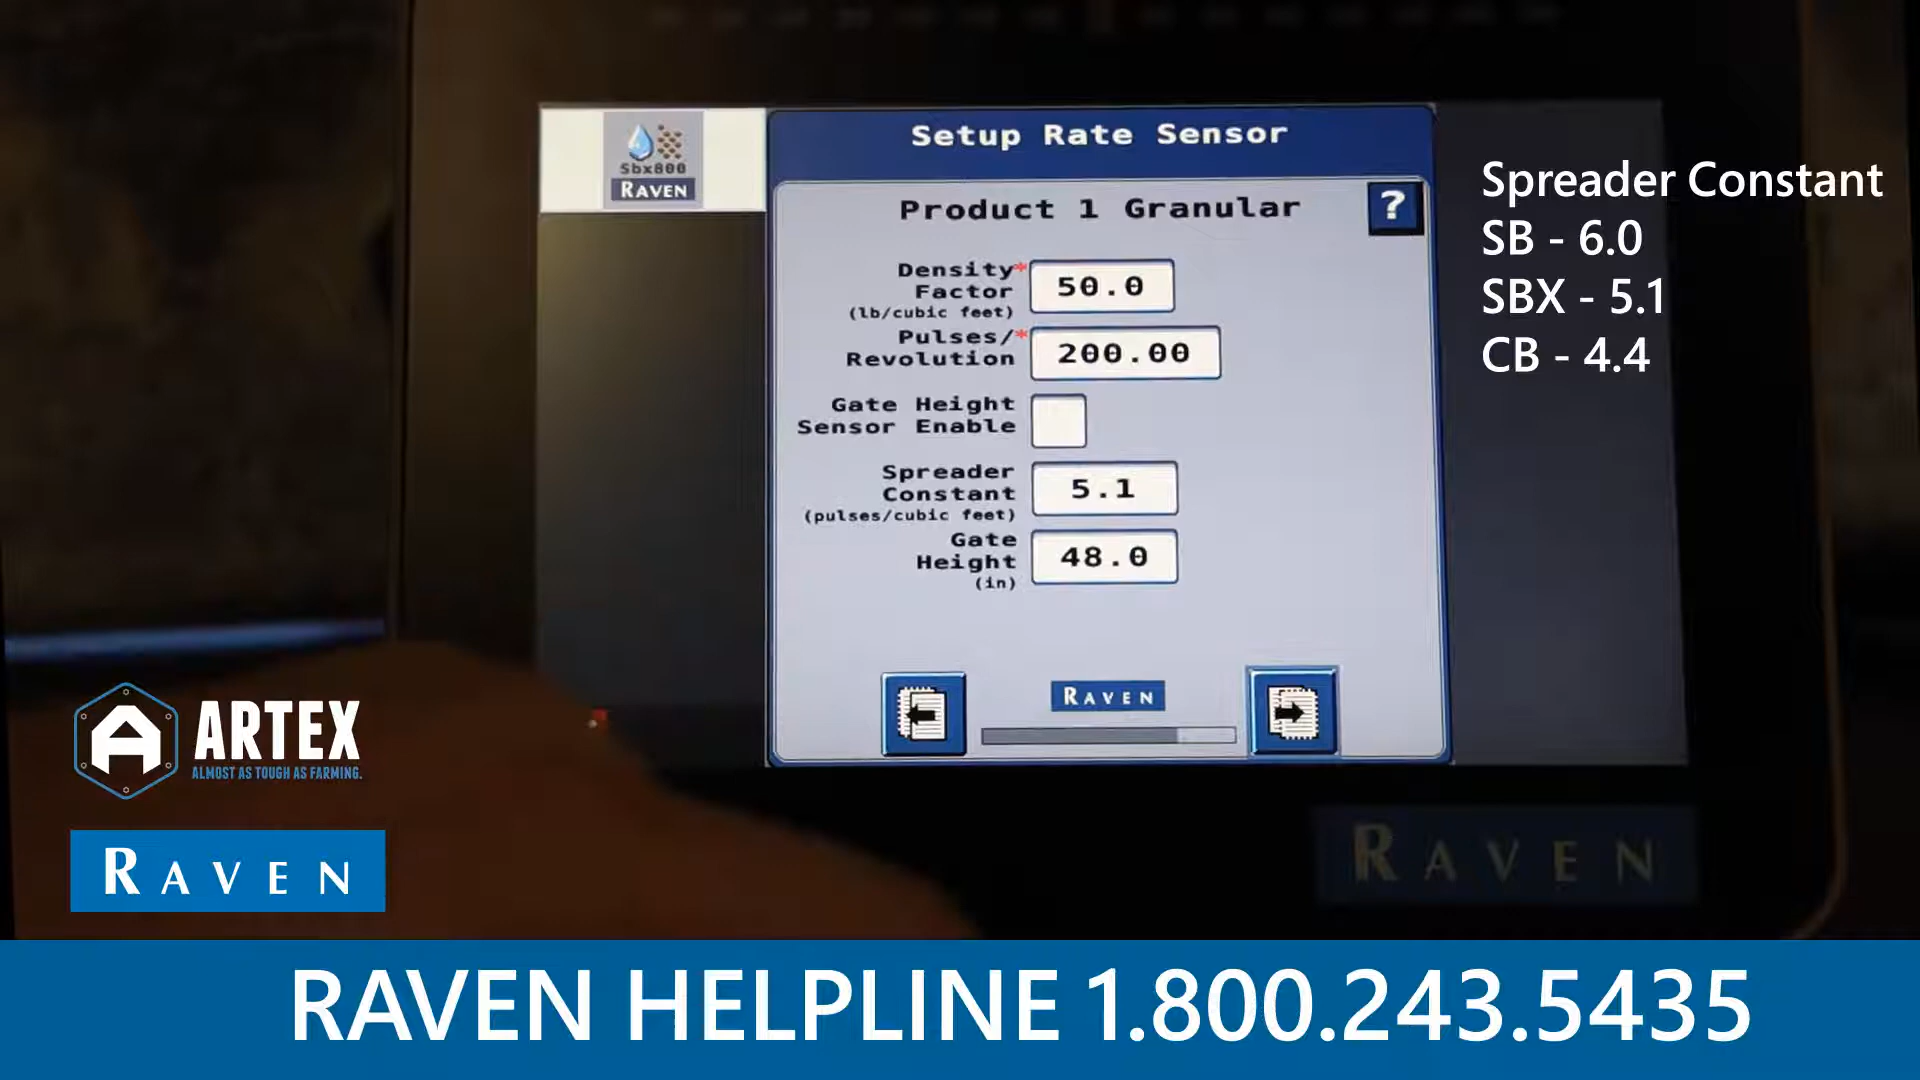 Sbx800
RAVEN
Setup Rate Sensor
Product 1 Granular
?
Density*
Factor
(lb/cubic feet)
50.0
Pulses/*
Revolution
200.00
Gate Height
Sensor Enable
Spreader
Constant
(pulses/cubic feet)
5.1
Gate
Height
(in)
48.0
RAVEN
Spreader Constant
SB - 6.0
SBX - 5.1
CB - 4.4
ARTEX
ALMOST AS TOUGH AS FARMING.
RAVEN
RAVEN
RAVEN HELPLINE 1.800.243.5435